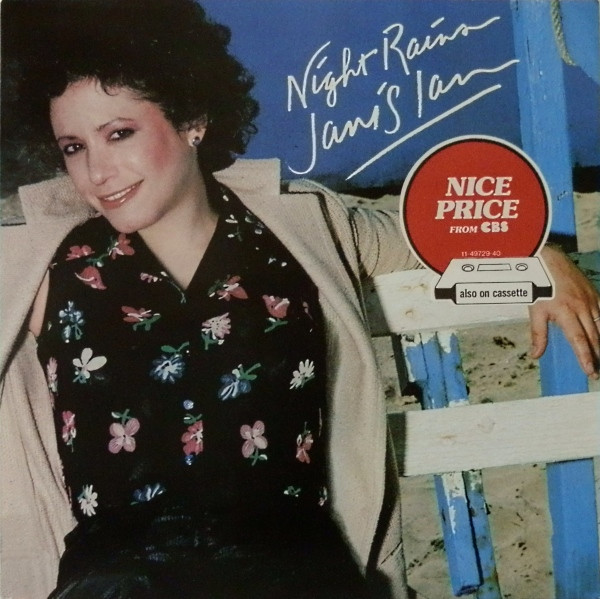 Night Rains
Janis Ian
NICE
PRICE
FROM CBS
11-49729-40
also on cassette